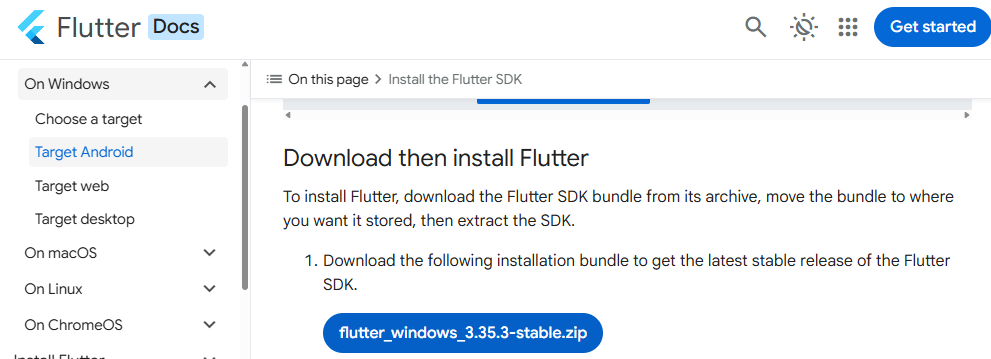 Flutter Docs
Get started
On Windows
Choose a target
Target Android
Target web
Target desktop
On macOS
On Linux
On ChromeOS
Install Flutter
On this page > Install the Flutter SDK
Download then install Flutter
To install Flutter, download the Flutter SDK bundle from its archive, move the bundle to where
you want it stored, then extract the SDK.
1. Download the following installation bundle to get the latest stable release of the Flutter
SDK.
flutter_windows_3.35.3-stable.zip